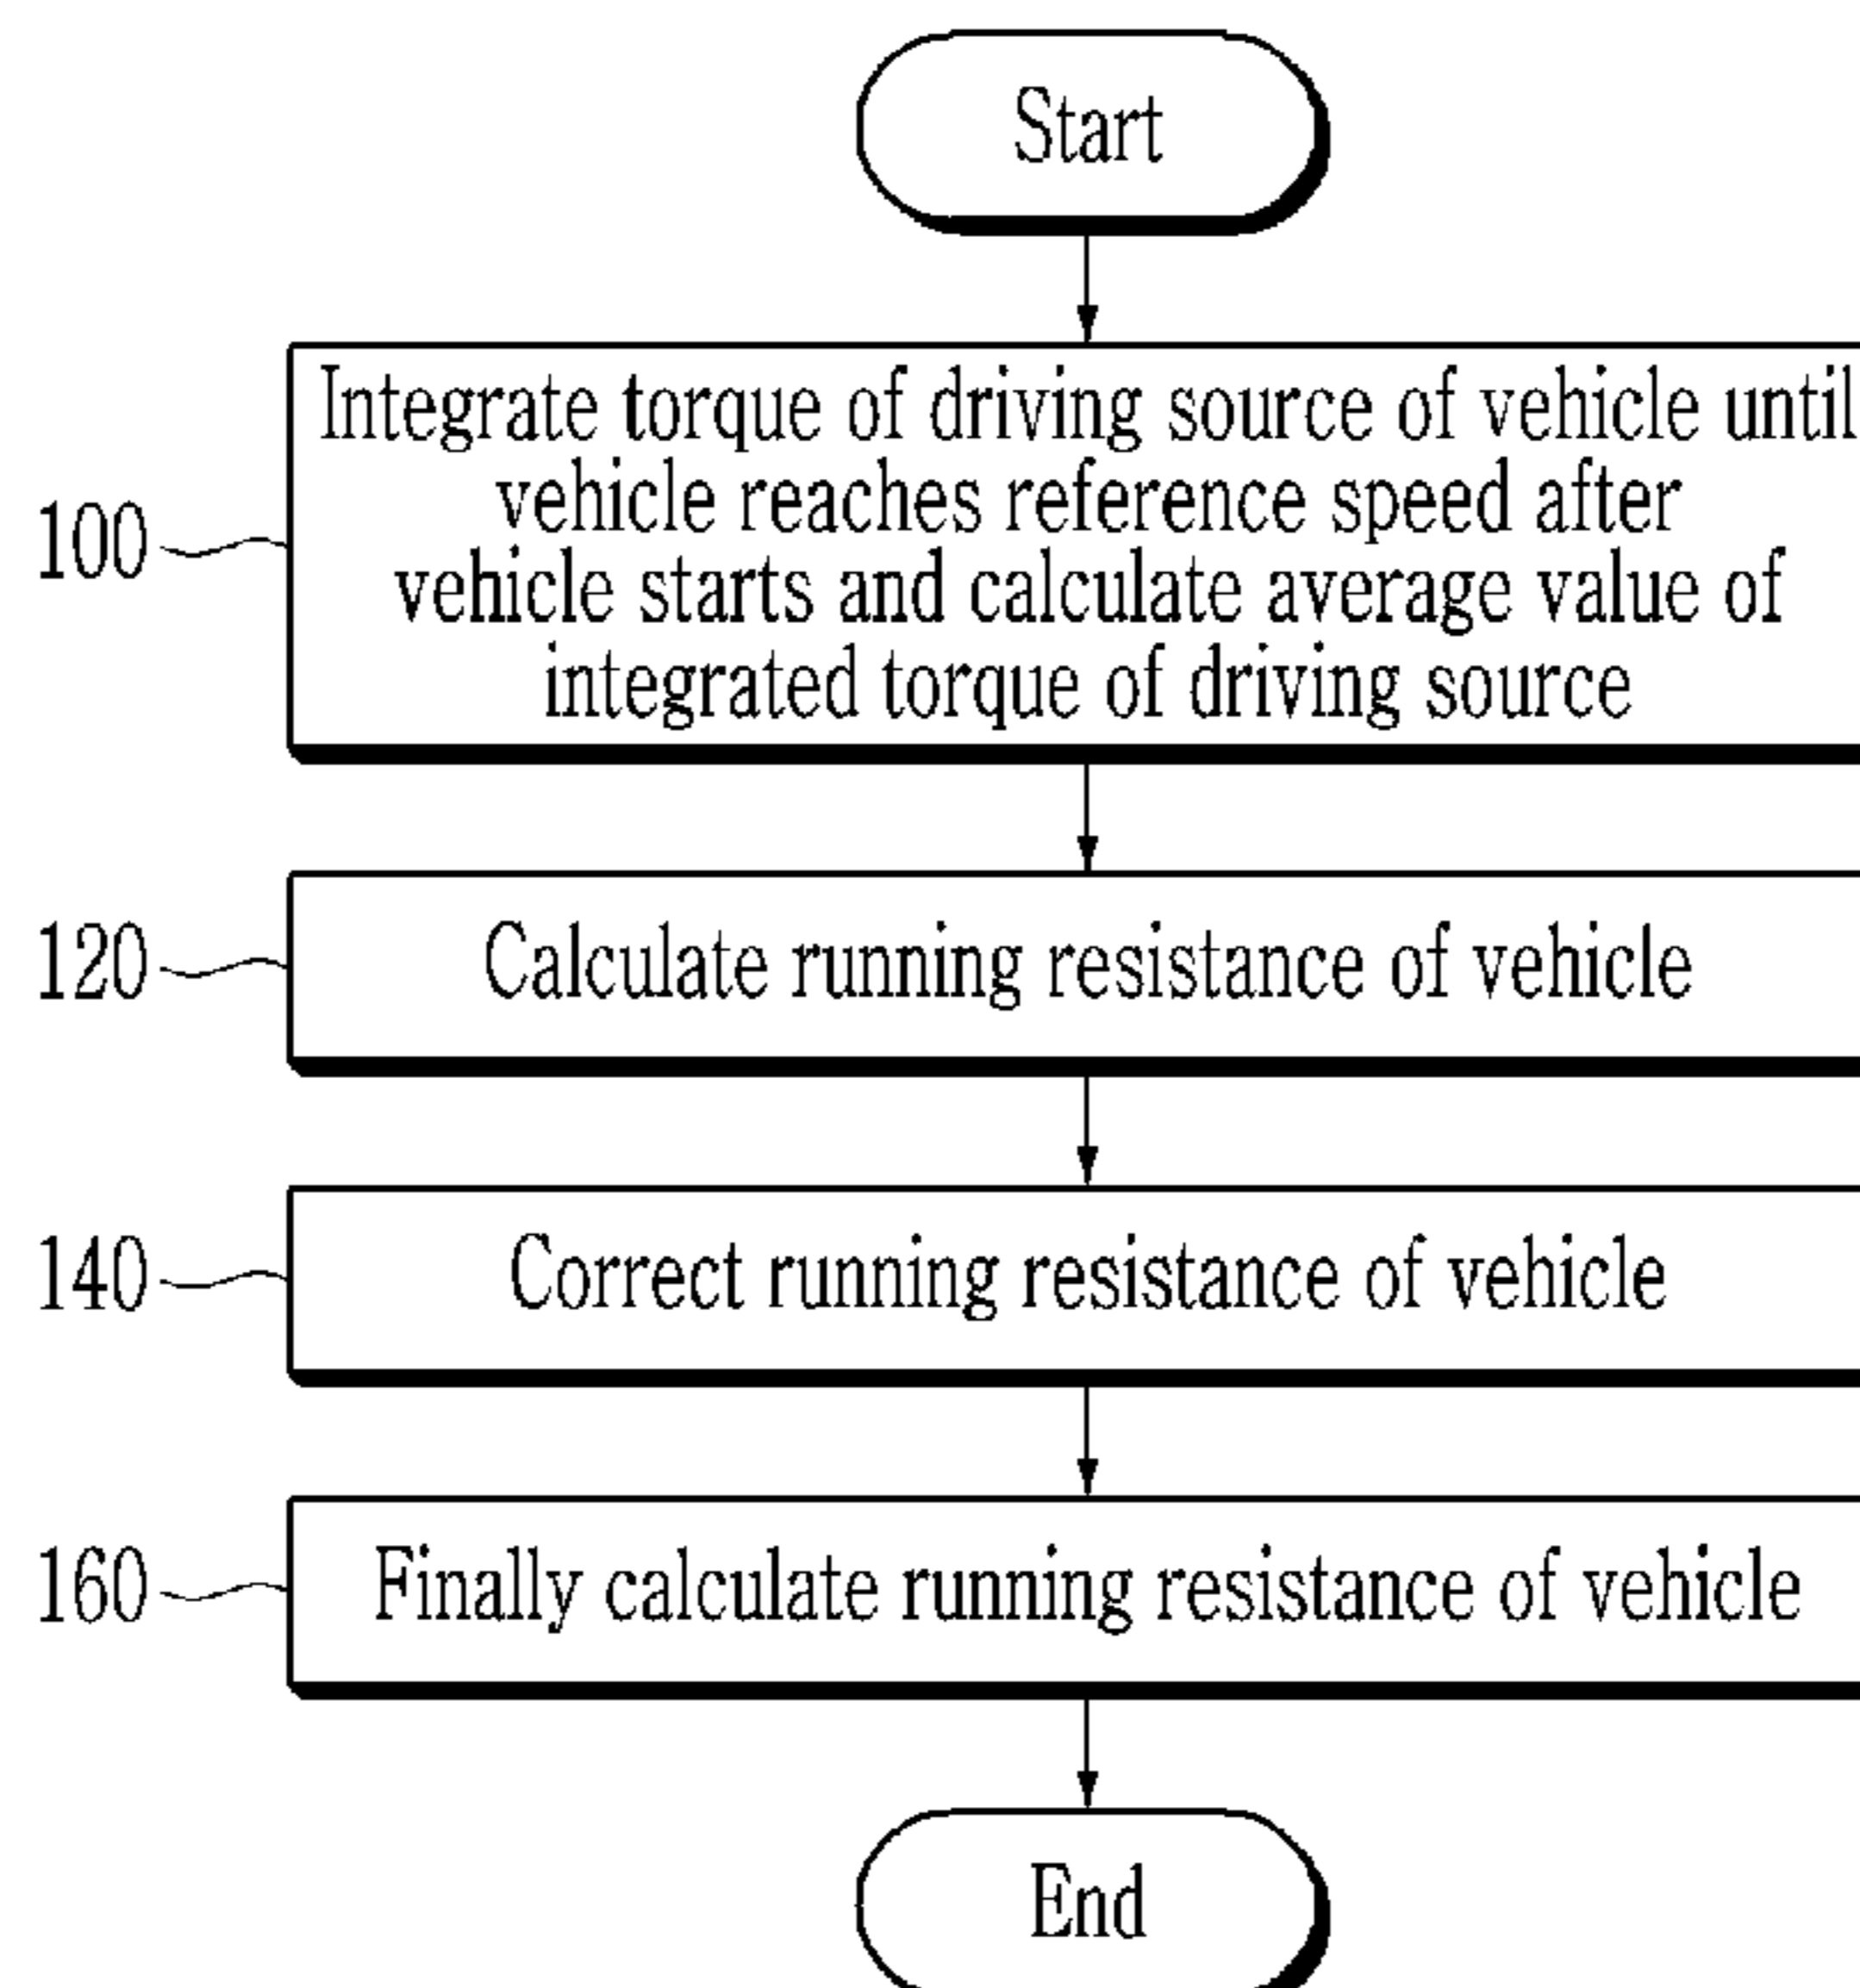 Start
Integrate torque of driving source of vehicle until
vehicle reaches reference speed after
100
vehicle starts and calculate average value of
integrated torque of driving source
120
Calculate running resistance of vehicle
140
Correct running resistance of vehicle
160
Finally calculate running resistance of vehicle
End